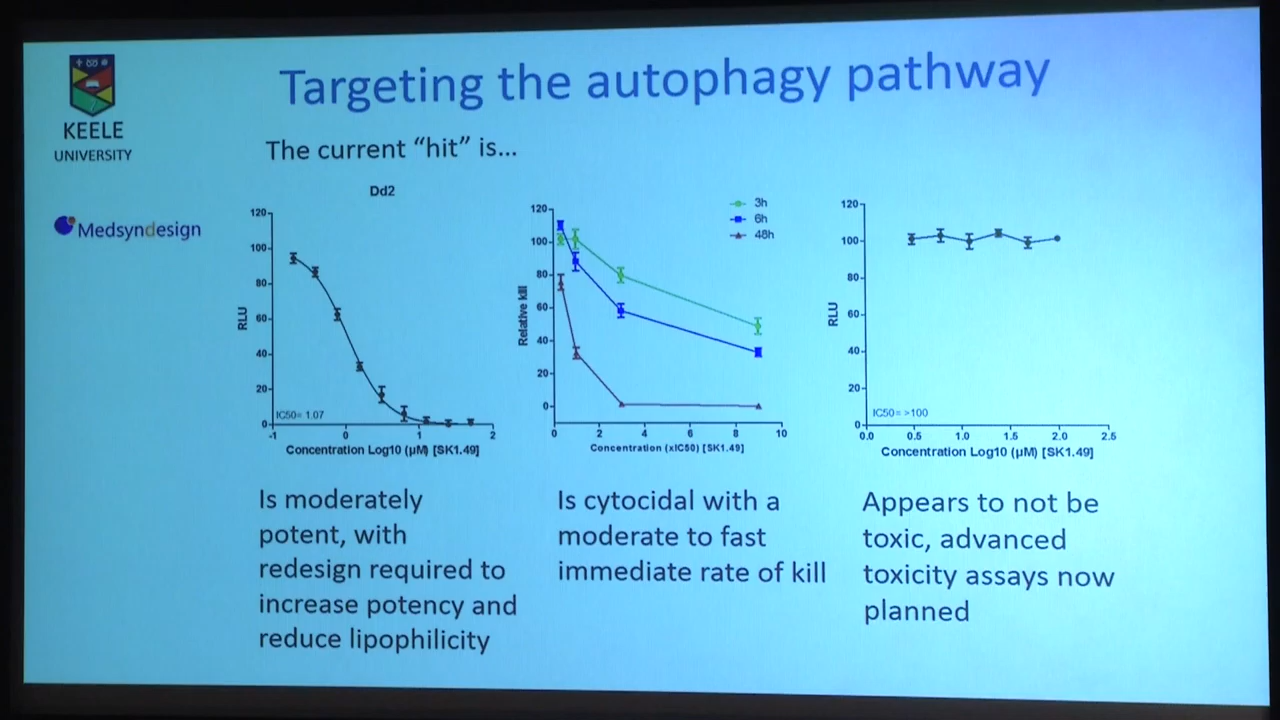 Targeting the autophagy pathway
KEELE
UNIVERSITY
The current “hit” is...
Medsyndesign
Dd2
120
100
80
60
40
20
0
RLU
IC50= 1.07
-1
0
1
2
Concentration Log10 (µM) [SK1.49]
3h
6h
48h
120
100
80
60
40
20
0
Relative kill
0
2
4
6
8
10
Concentration (xIC50) [SK1.49]
120
100
80
60
40
20
0
RLU
IC50= >100
0.0
0.5
1.0
1.5
2.0
2.5
Concentration Log10 (µM) [SK1.49]
Is moderately
potent, with
redesign required to
increase potency and
reduce lipophilicity
Is cytocidal with a
moderate to fast
immediate rate of kill
Appears to not be
toxic, advanced
toxicity assays now
planned